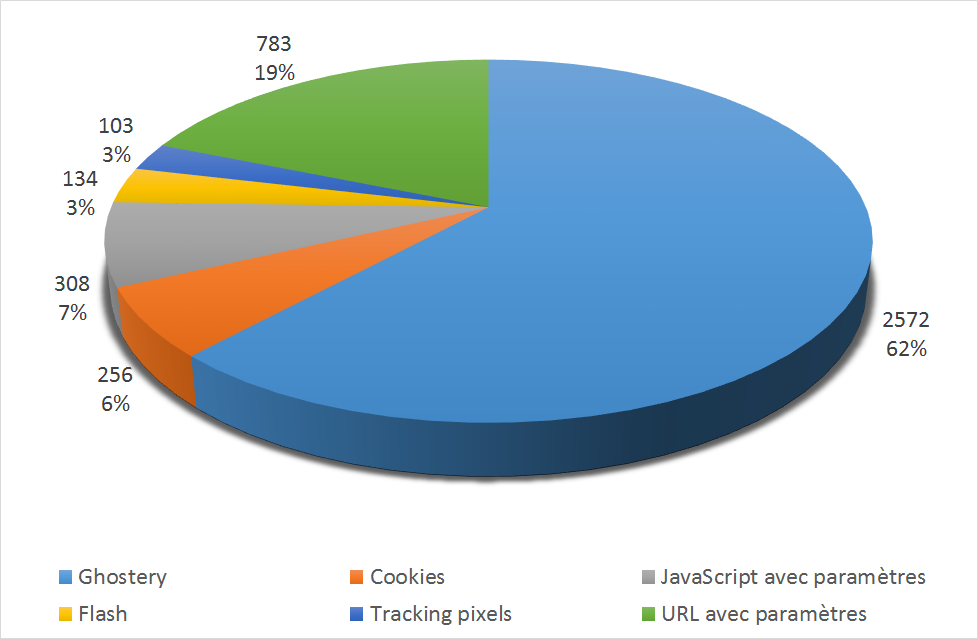 783
19%
103
3%
134
3%
308
7%
256
6%
2572
62%
Ghostery
Cookies
JavaScript avec paramètres
Flash
Tracking pixels
URL avec paramètres